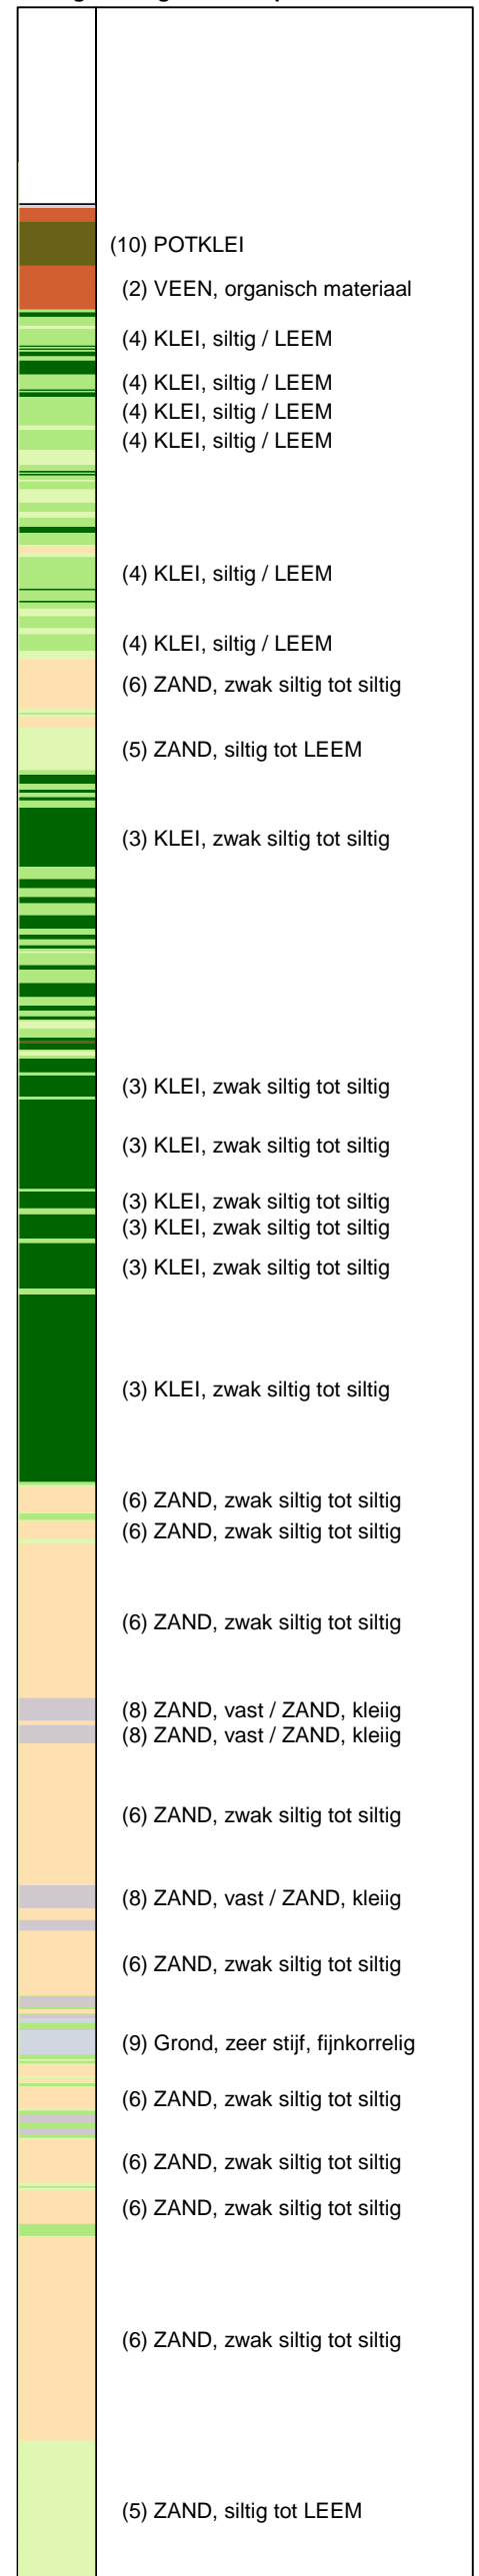 (10) POTKLEI
(2) VEEN, organisch materiaal
(4) KLEI, siltig / LEEM
(4) KLEI, siltig / LEEM
(4) KLEI, siltig / LEEM
(4) KLEI, siltig / LEEM
(4) KLEI, siltig / LEEM
(4) KLEI, siltig / LEEM
(6) ZAND, zwak siltig tot siltig
(5) ZAND, siltig tot LEEM
(3) KLEI, zwak siltig tot siltig
(3) KLEI, zwak siltig tot siltig
(3) KLEI, zwak siltig tot siltig
(3) KLEI, zwak siltig tot siltig
(3) KLEI, zwak siltig tot siltig
(3) KLEI, zwak siltig tot siltig
(3) KLEI, zwak siltig tot siltig
(6) ZAND, zwak siltig tot siltig
(6) ZAND, zwak siltig tot siltig
(6) ZAND, zwak siltig tot siltig
(8) ZAND, vast / ZAND, kleiig
(8) ZAND, vast / ZAND, kleiig
(6) ZAND, zwak siltig tot siltig
(8) ZAND, vast / ZAND, kleiig
(6) ZAND, zwak siltig tot siltig
(9) Grond, zeer stijf, fijnkorrelig
(6) ZAND, zwak siltig tot siltig
(6) ZAND, zwak siltig tot siltig
(6) ZAND, zwak siltig tot siltig
(6) ZAND, zwak siltig tot siltig
(5) ZAND, siltig tot LEEM